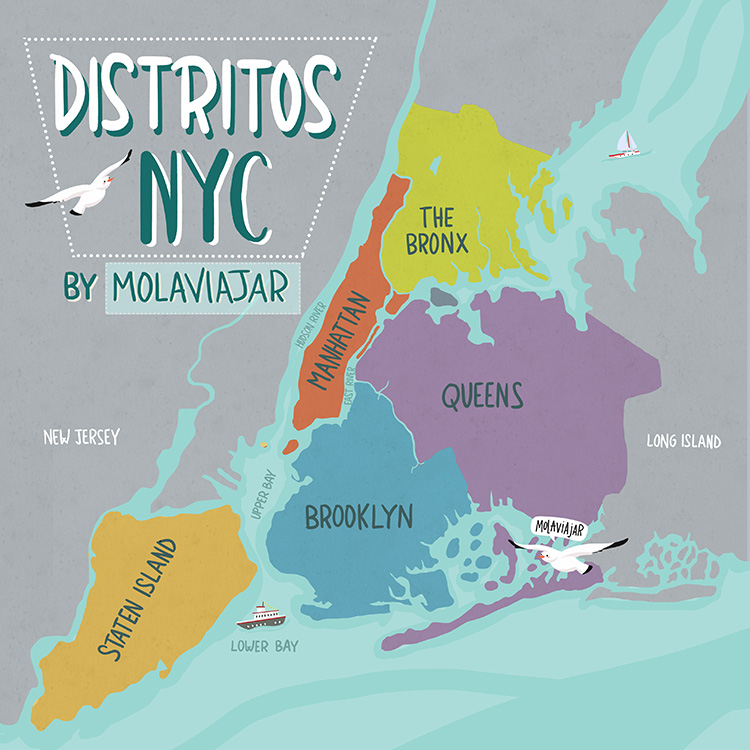 DISTRITOS
NYC
BY MOLAVIAJAR
THE
BRONX
HUDSON RIVER
MANHATTAN
EAST RIVER
QUEENS
NEW JERSEY
LONG ISLAND
UPPER BAY
BROOKLYN
MOLAVIAJAR
STATEN ISLAND
LOWER BAY